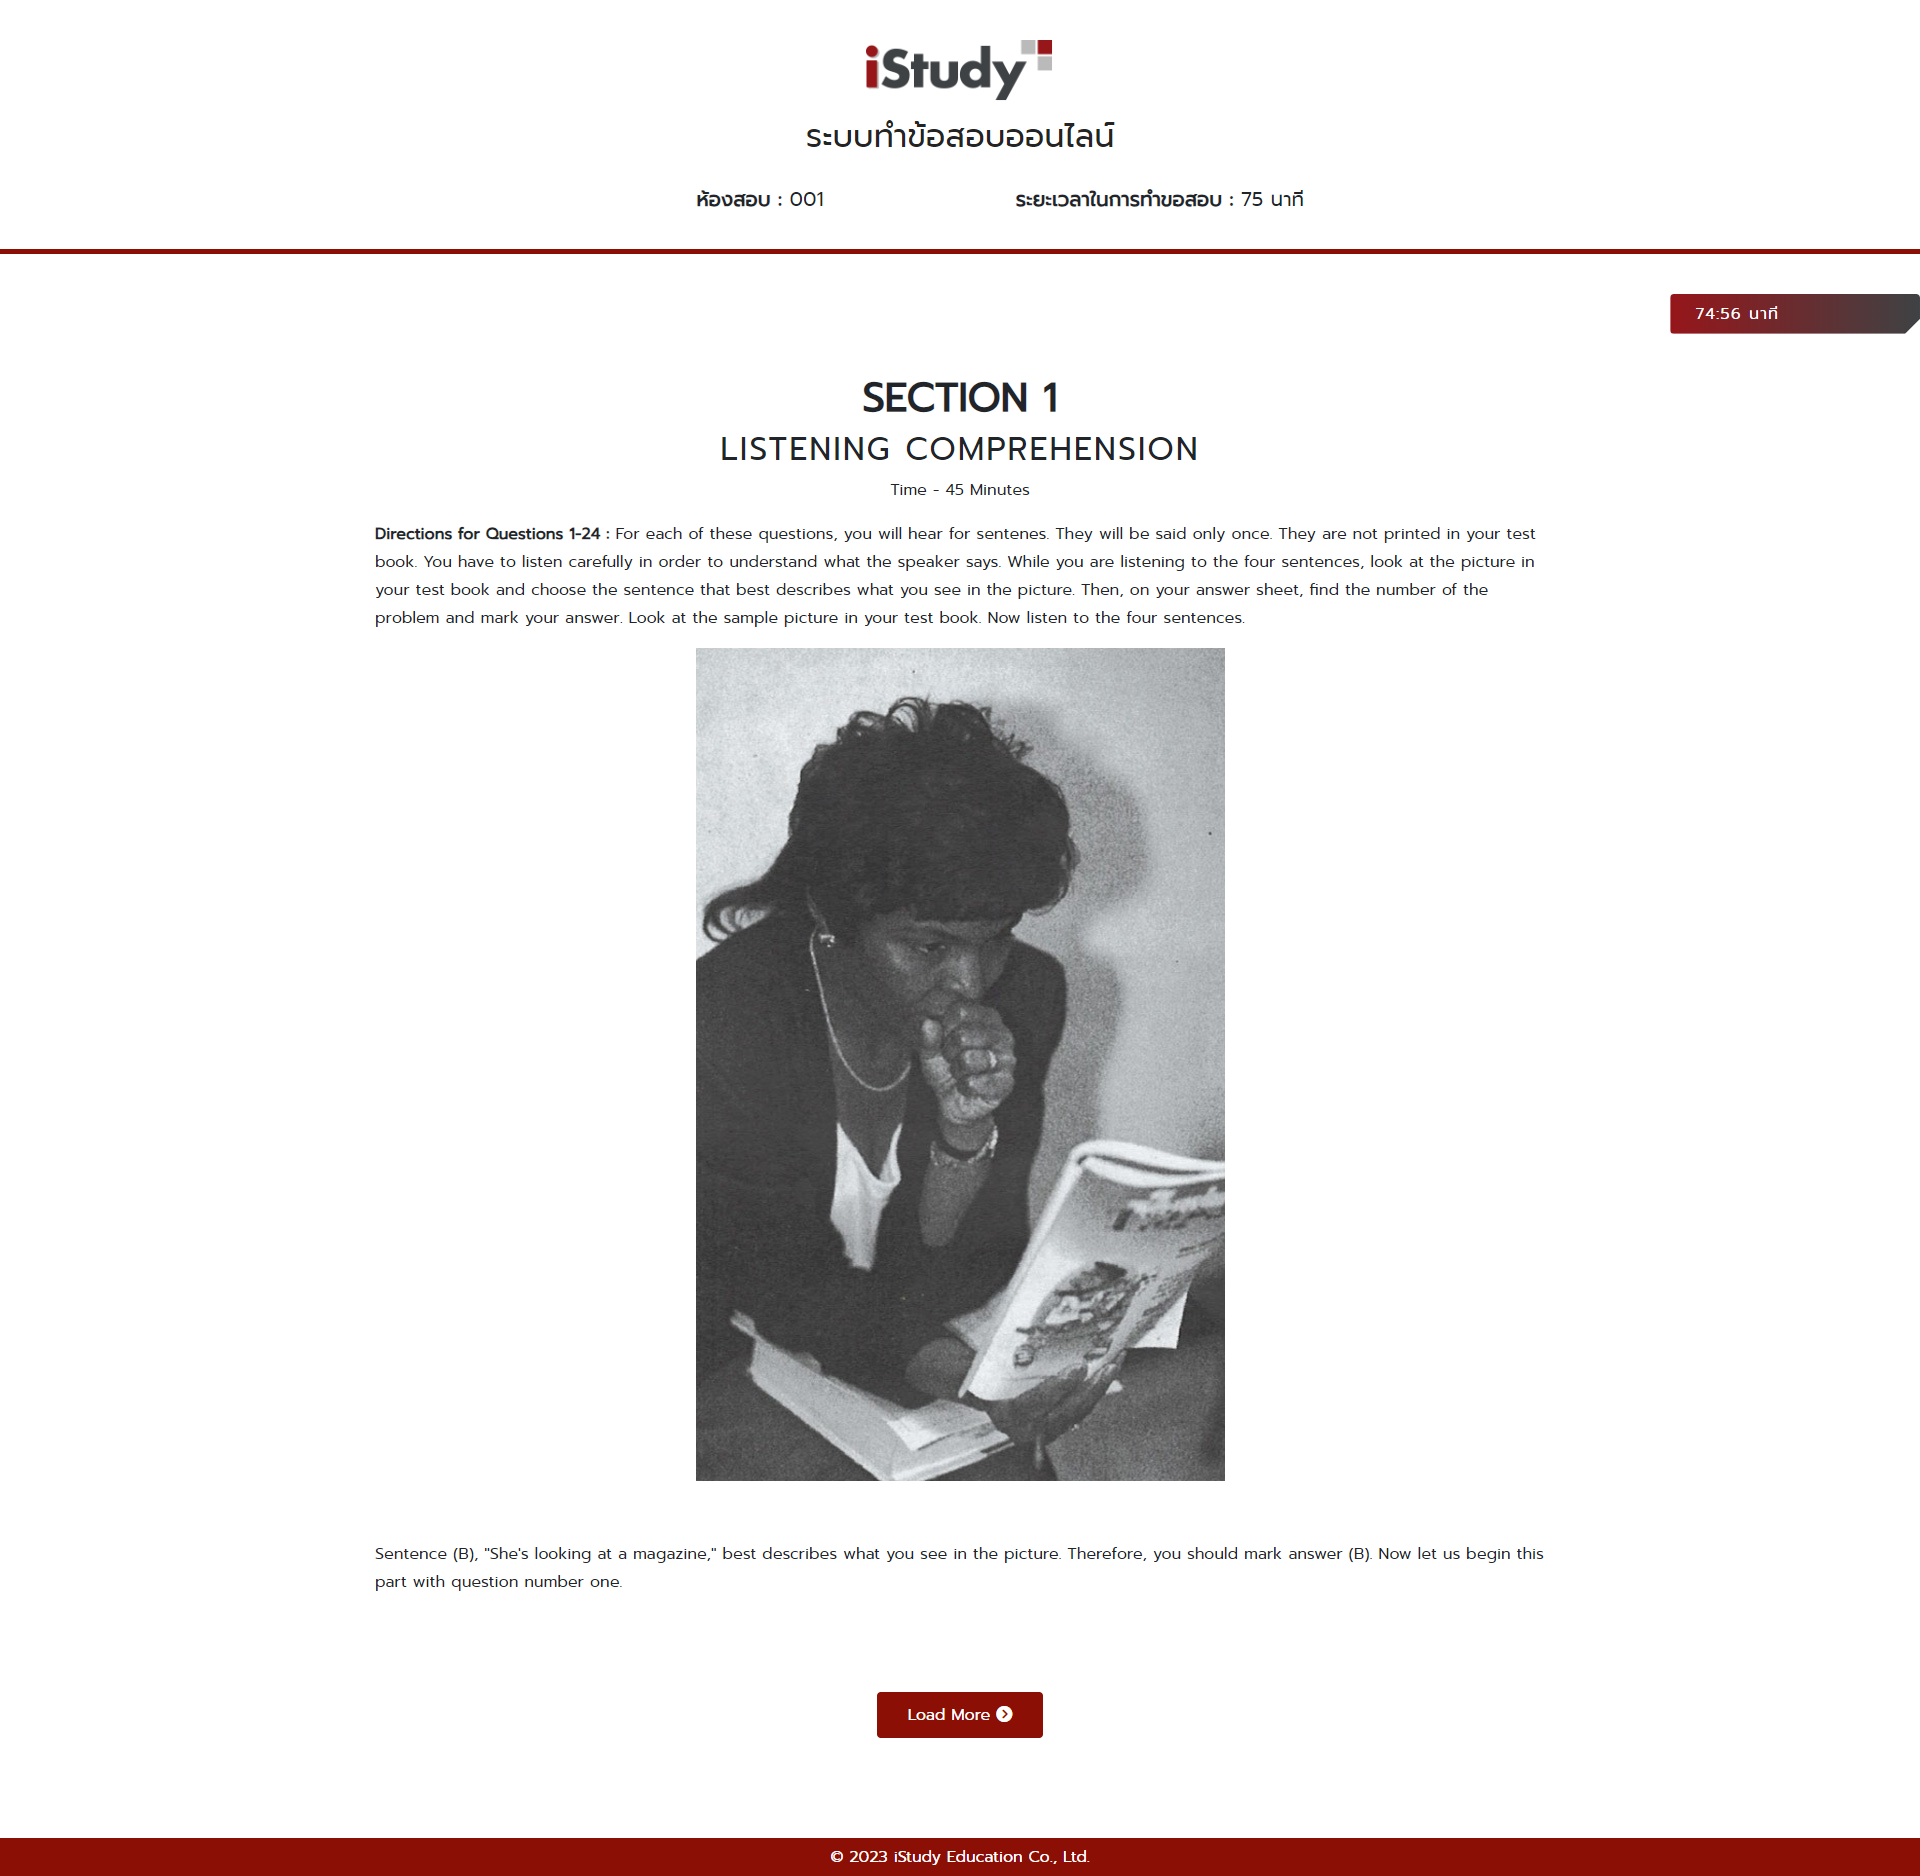 iStudy
ระบบทำข้อสอบออนไลน์
ห้องสอบ : 001
ระยะเวลาในการทำขอสอบ : 75 นาที
74:56 นาที
SECTION 1
LISTENING COMPREHENSION
Time - 45 Minutes
Directions for Questions 1-24 : For each of these questions, you will hear for sentenes. They will be said only once. They are not printed in your test
book. You have to listen carefully in order to understand what the speaker says. While you are listening to the four sentences, look at the picture in
your test book and choose the sentence that best describes what you see in the picture. Then, on your answer sheet, find the number of the
problem and mark your answer. Look at the sample picture in your test book. Now listen to the four sentences.
Sentence (B), "She's looking at a magazine," best describes what you see in the picture. Therefore, you should mark answer (B). Now let us begin this
part with question number one.
Load More
© 2023 iStudy Education Co., Ltd.